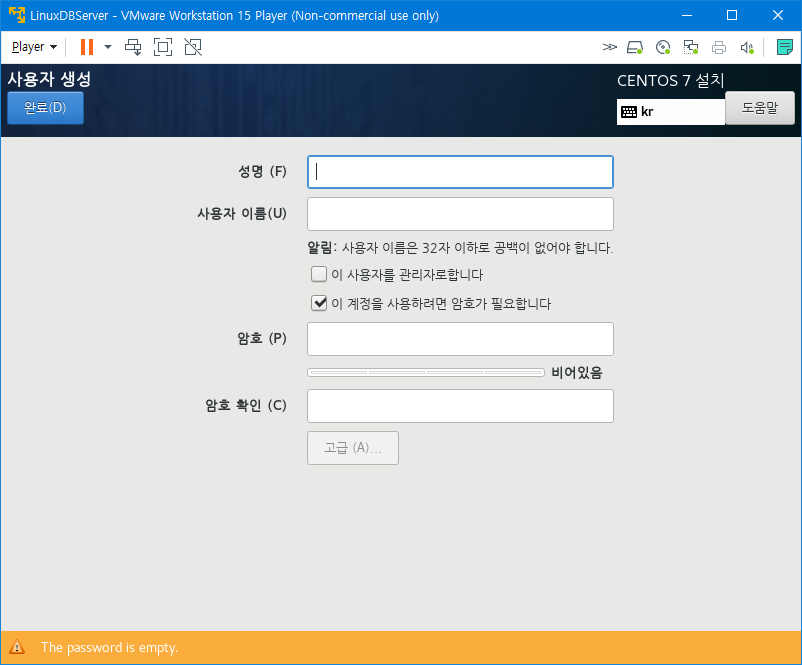 LinuxDBServer - VMware Workstation 15 Player (Non-commercial use only)
Player
사용자 생성
완료(D)
CENTOS 7 설치
kr
도움말
성명 (F)
사용자 이름(U)
알림: 사용자 이름은 32자 이하로 공백이 없어야 합니다.
이 사용자를 관리자로합니다
이 계정을 사용하려면 암호가 필요합니다
암호 (P)
비어있음
암호 확인 (C)
고급 (A)...
The password is empty.